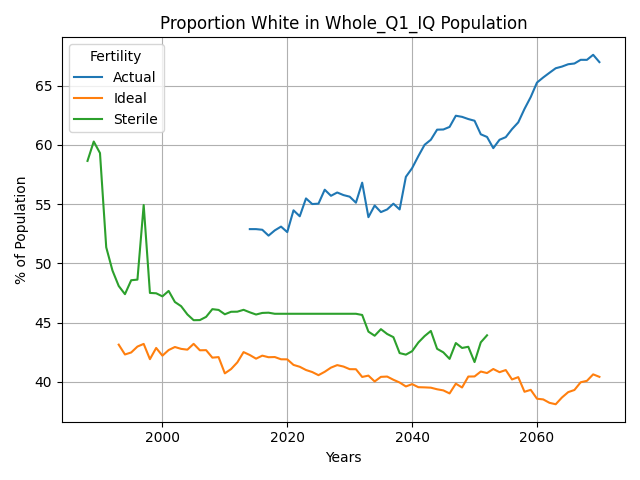 Proportion White in Whole_Q1_IQ Population
Fertility
Actual
Ideal
Sterile
% of Population
65
60
55
50
45
40
2000
2020
2040
2060
Years